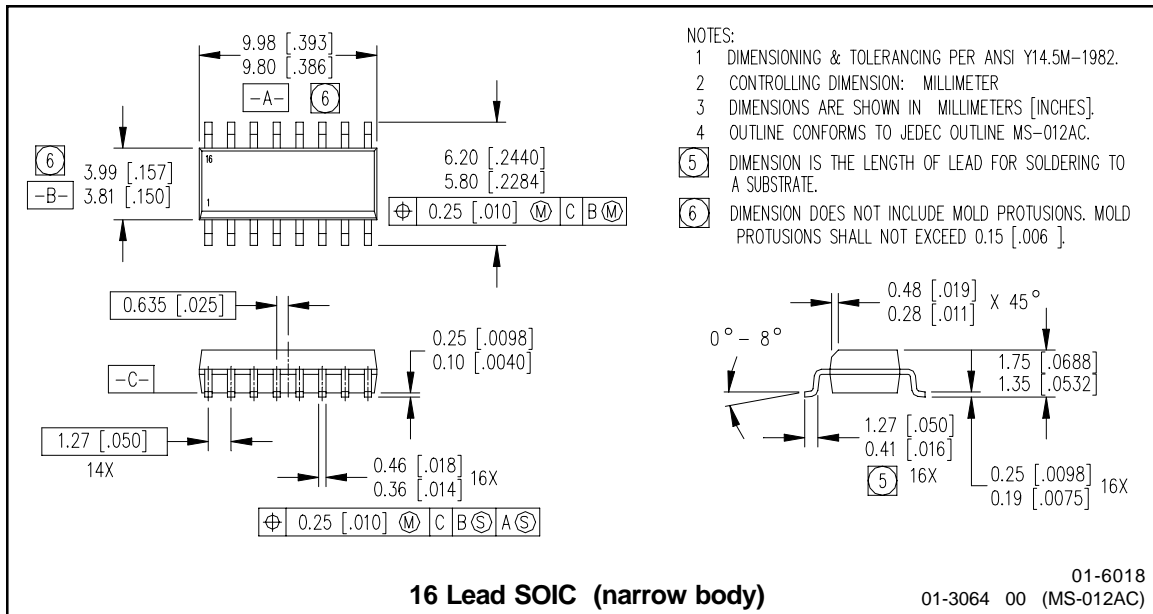 9.98 [.393]
9.80 [.386]
-A- 6
16
1
6
3.99 [.157]
-B- 3.81 [.150]
6.20 [.2440]
5.80 [.2284]
⌖ 0.25 [.010] Ⓜ C B Ⓜ
NOTES:
1 DIMENSIONING & TOLERANCING PER ANSI Y14.5M-1982.
2 CONTROLLING DIMENSION: MILLIMETER
3 DIMENSIONS ARE SHOWN IN MILLIMETERS [INCHES].
4 OUTLINE CONFORMS TO JEDEC OUTLINE MS-012AC.
5 DIMENSION IS THE LENGTH OF LEAD FOR SOLDERING TO
A SUBSTRATE.
6 DIMENSION DOES NOT INCLUDE MOLD PROTUSIONS. MOLD
PROTUSIONS SHALL NOT EXCEED 0.15 [.006 ].
0.635 [.025]
0.25 [.0098]
0.10 [.0040]
-C-
1.27 [.050]
14X
0.46 [.018]
0.36 [.014] 16X
⌖ 0.25 [.010] Ⓜ C B Ⓢ A Ⓢ
0.48 [.019]
0.28 [.011] X 45°
0° - 8°
1.75 [.0688]
1.35 [.0532]
1.27 [.050]
0.41 [.016]
5 16X
0.25 [.0098]
0.19 [.0075] 16X
16 Lead SOIC (narrow body)
01-6018
01-3064 00 (MS-012AC)